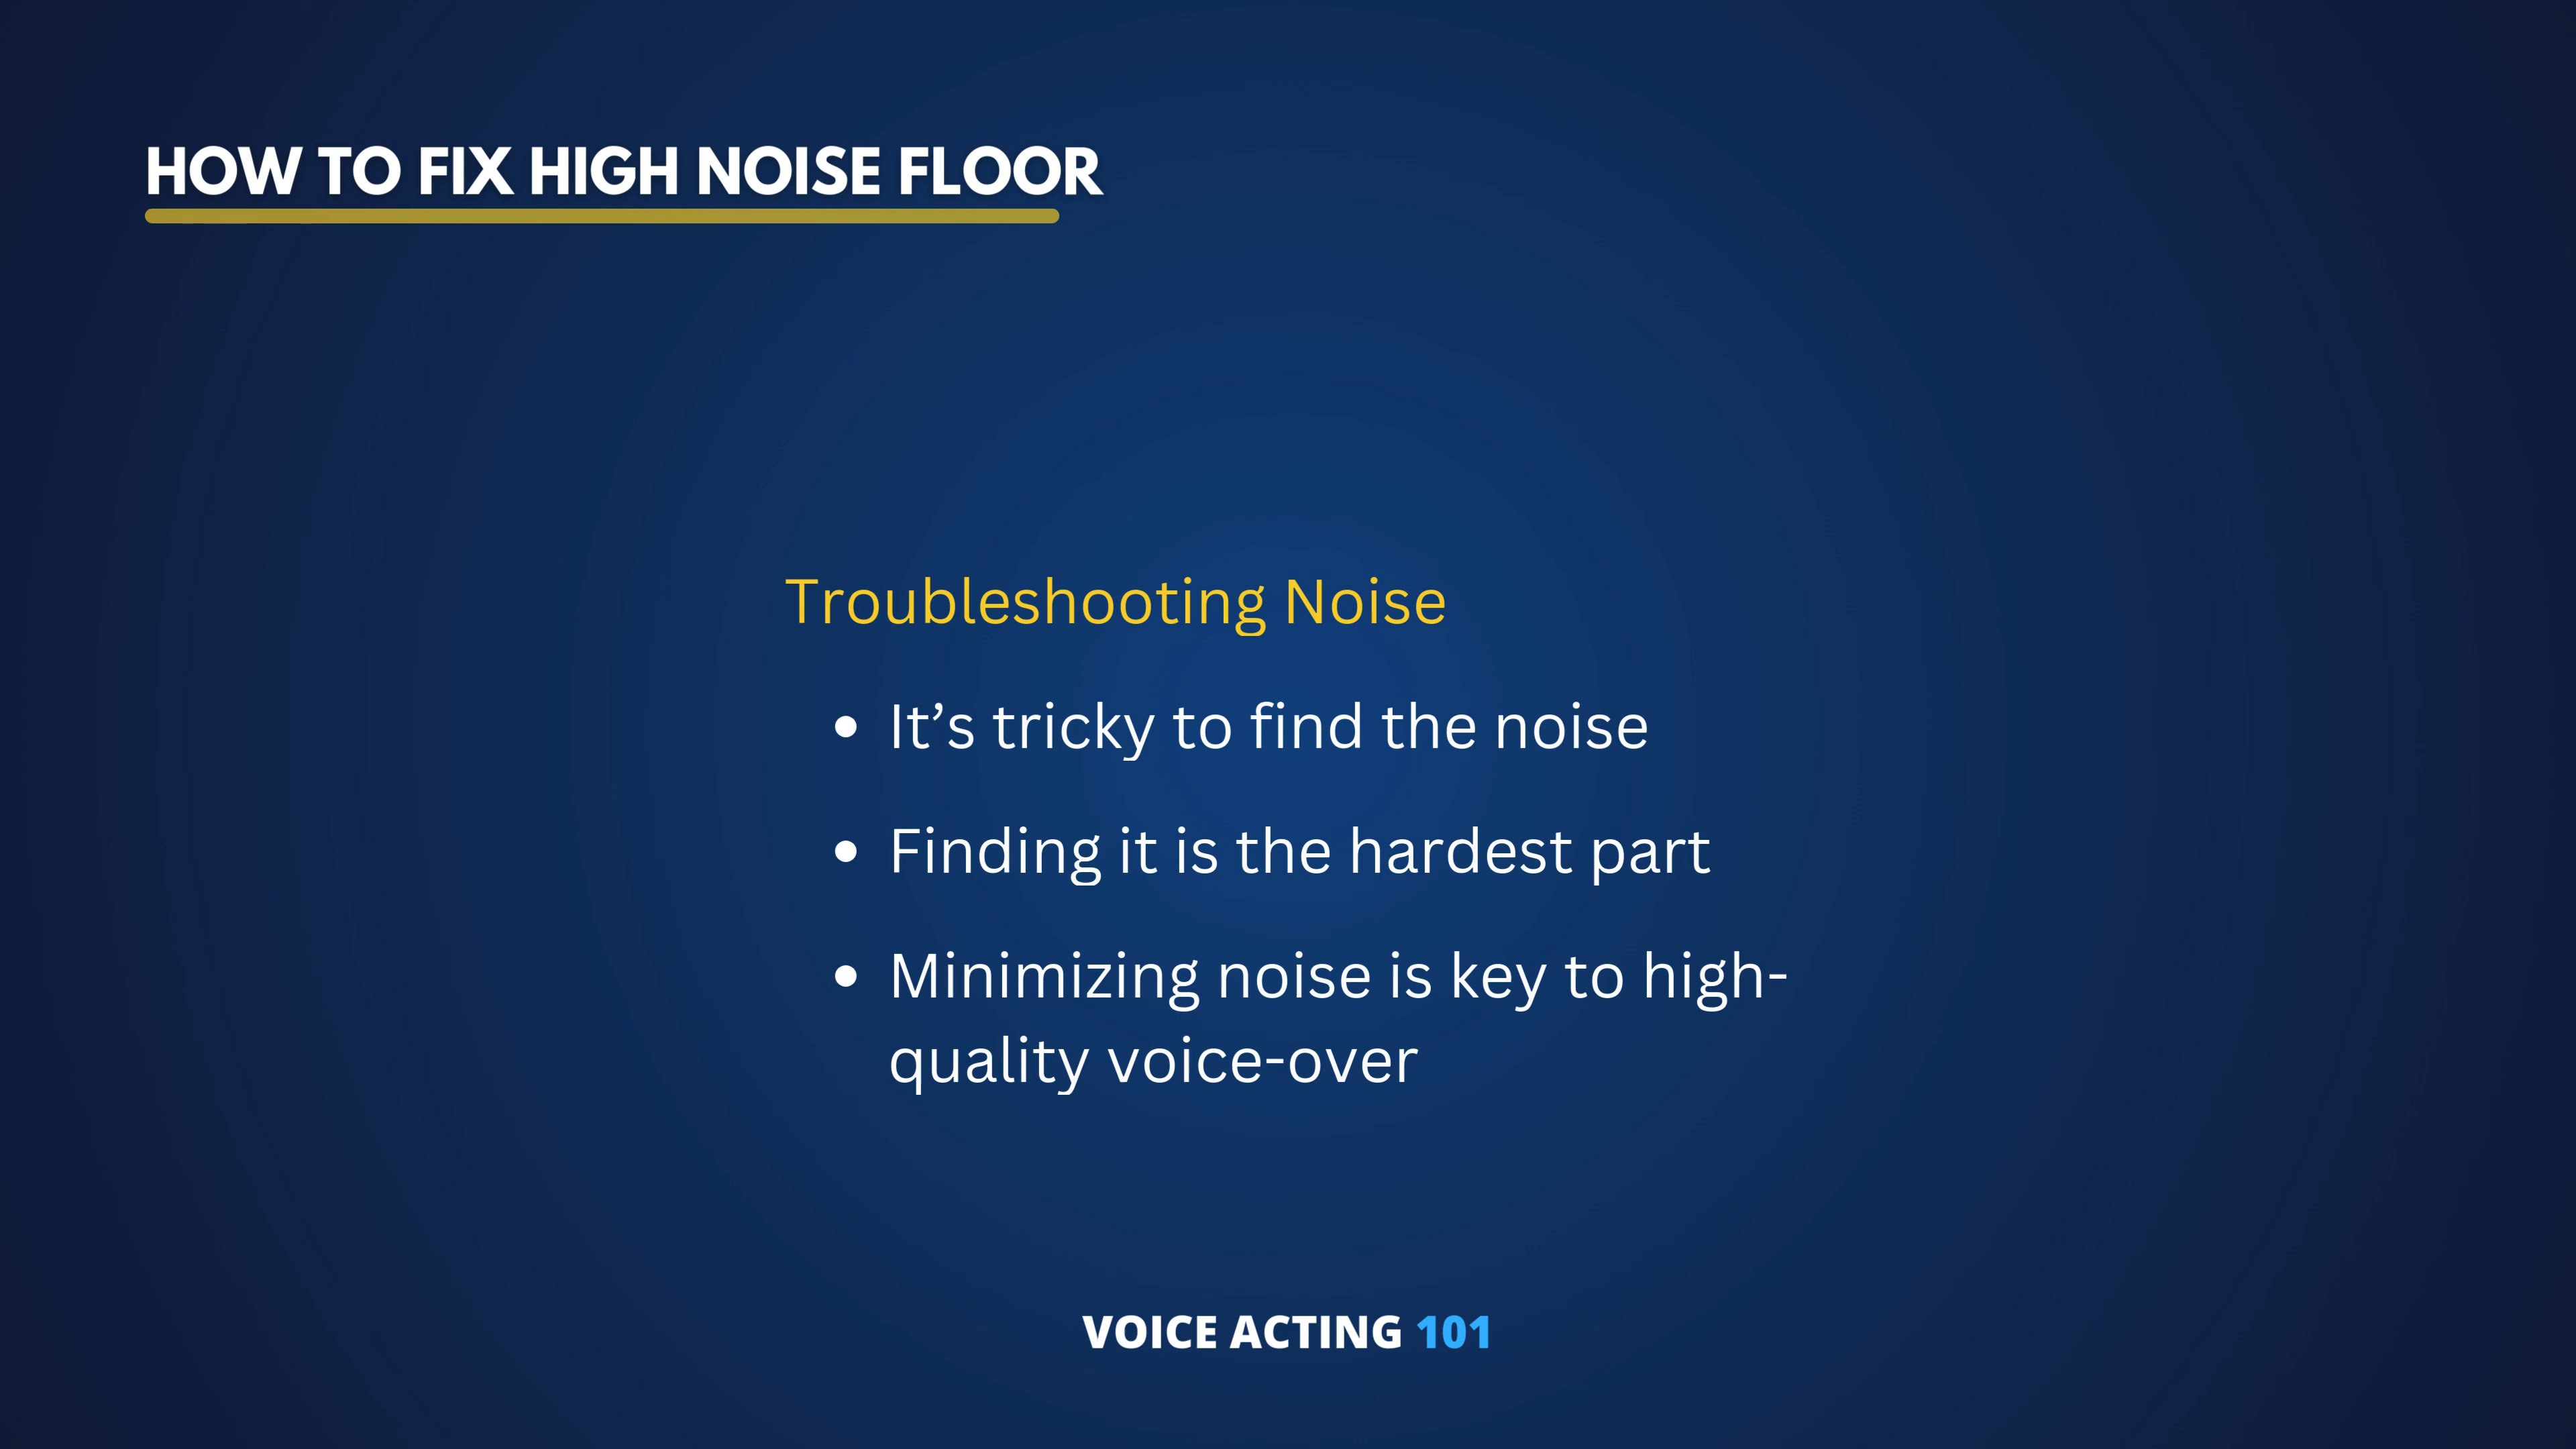 HOW TO FIX HIGH NOISE FLOOR
Troubleshooting Noise
• It’s tricky to find the noise
• Finding it is the hardest part
• Minimizing noise is key to high-
quality voice-over
VOICE ACTING 101